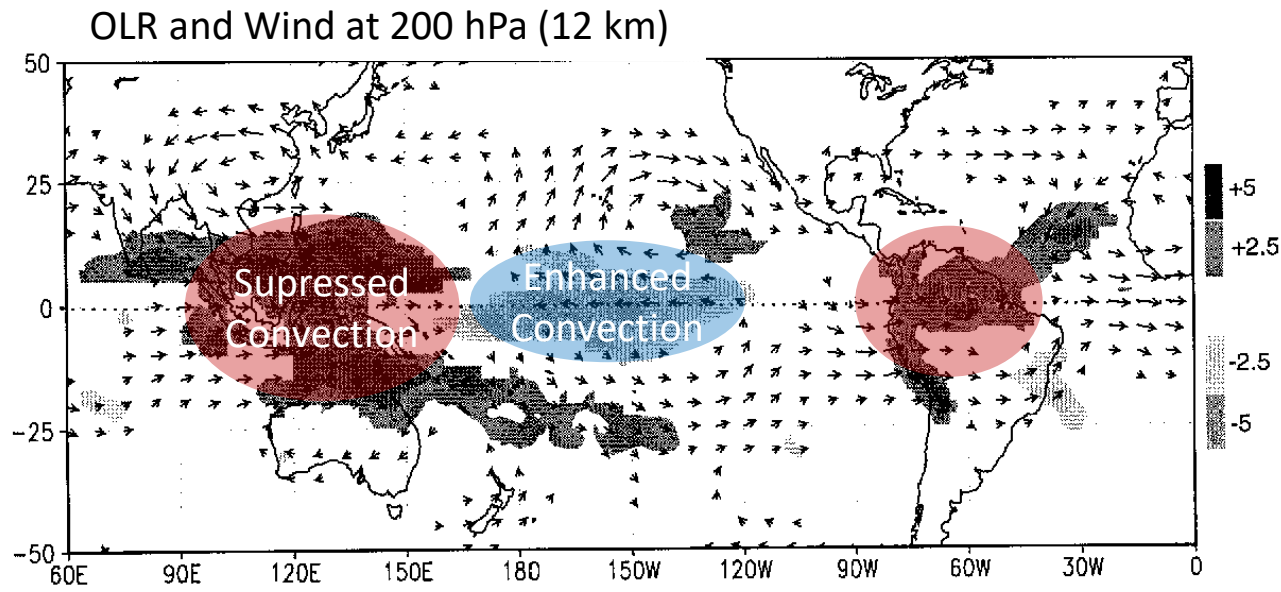 OLR and Wind at 200 hPa (12 km)
50
25
0
−25
−50
Supressed
Convection
Enhanced
Convection
+5
+2.5
-2.5
-5
60E 90E 120E 150E 180 150W 120W 90W 60W 30W 0